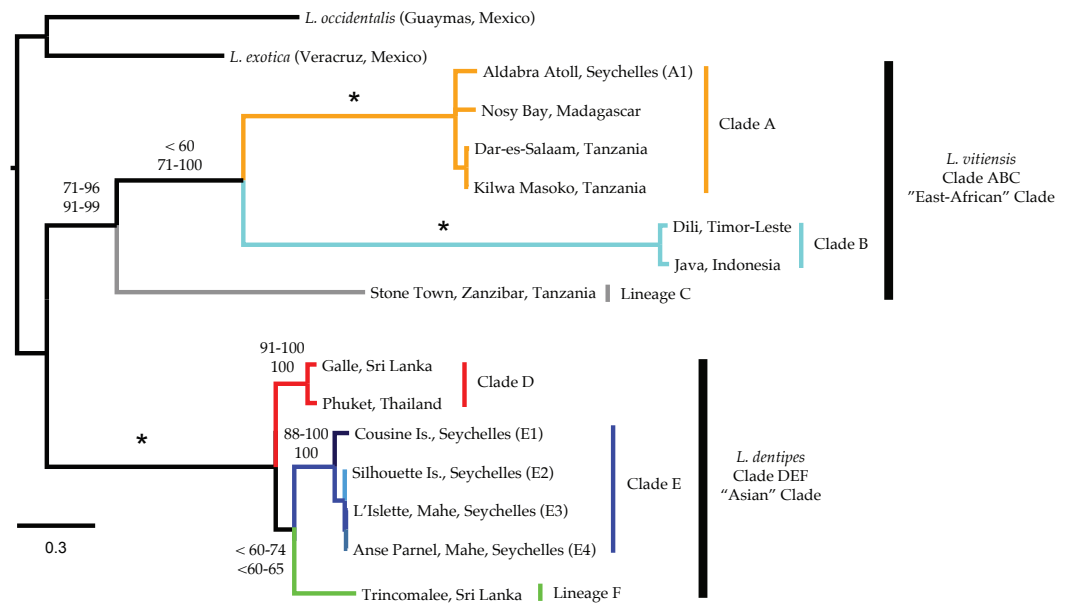 L. occidentalis (Guaymas, Mexico)
L. exotica (Veracruz, Mexico)
Aldabra Atoll, Seychelles (A1)
*
Nosy Bay, Madagascar
Clade A
< 60
71-100
Dar-es-Salaam, Tanzania
Kilwa Masoko, Tanzania
L. vitiensis
Clade ABC
”East-African” Clade
71-96
91-99
*
Dili, Timor-Leste
Java, Indonesia
Clade B
Stone Town, Zanzibar, Tanzania
Lineage C
91-100
100
Galle, Sri Lanka
Phuket, Thailand
Clade D
*
88-100
100
Cousine Is., Seychelles (E1)
Silhouette Is., Seychelles (E2)
L'Islette, Mahe, Seychelles (E3)
Anse Parnel, Mahe, Seychelles (E4)
Clade E
L. dentipes
Clade DEF
“Asian” Clade
0.3
< 60-74
<60-65
Trincomalee, Sri Lanka
Lineage F